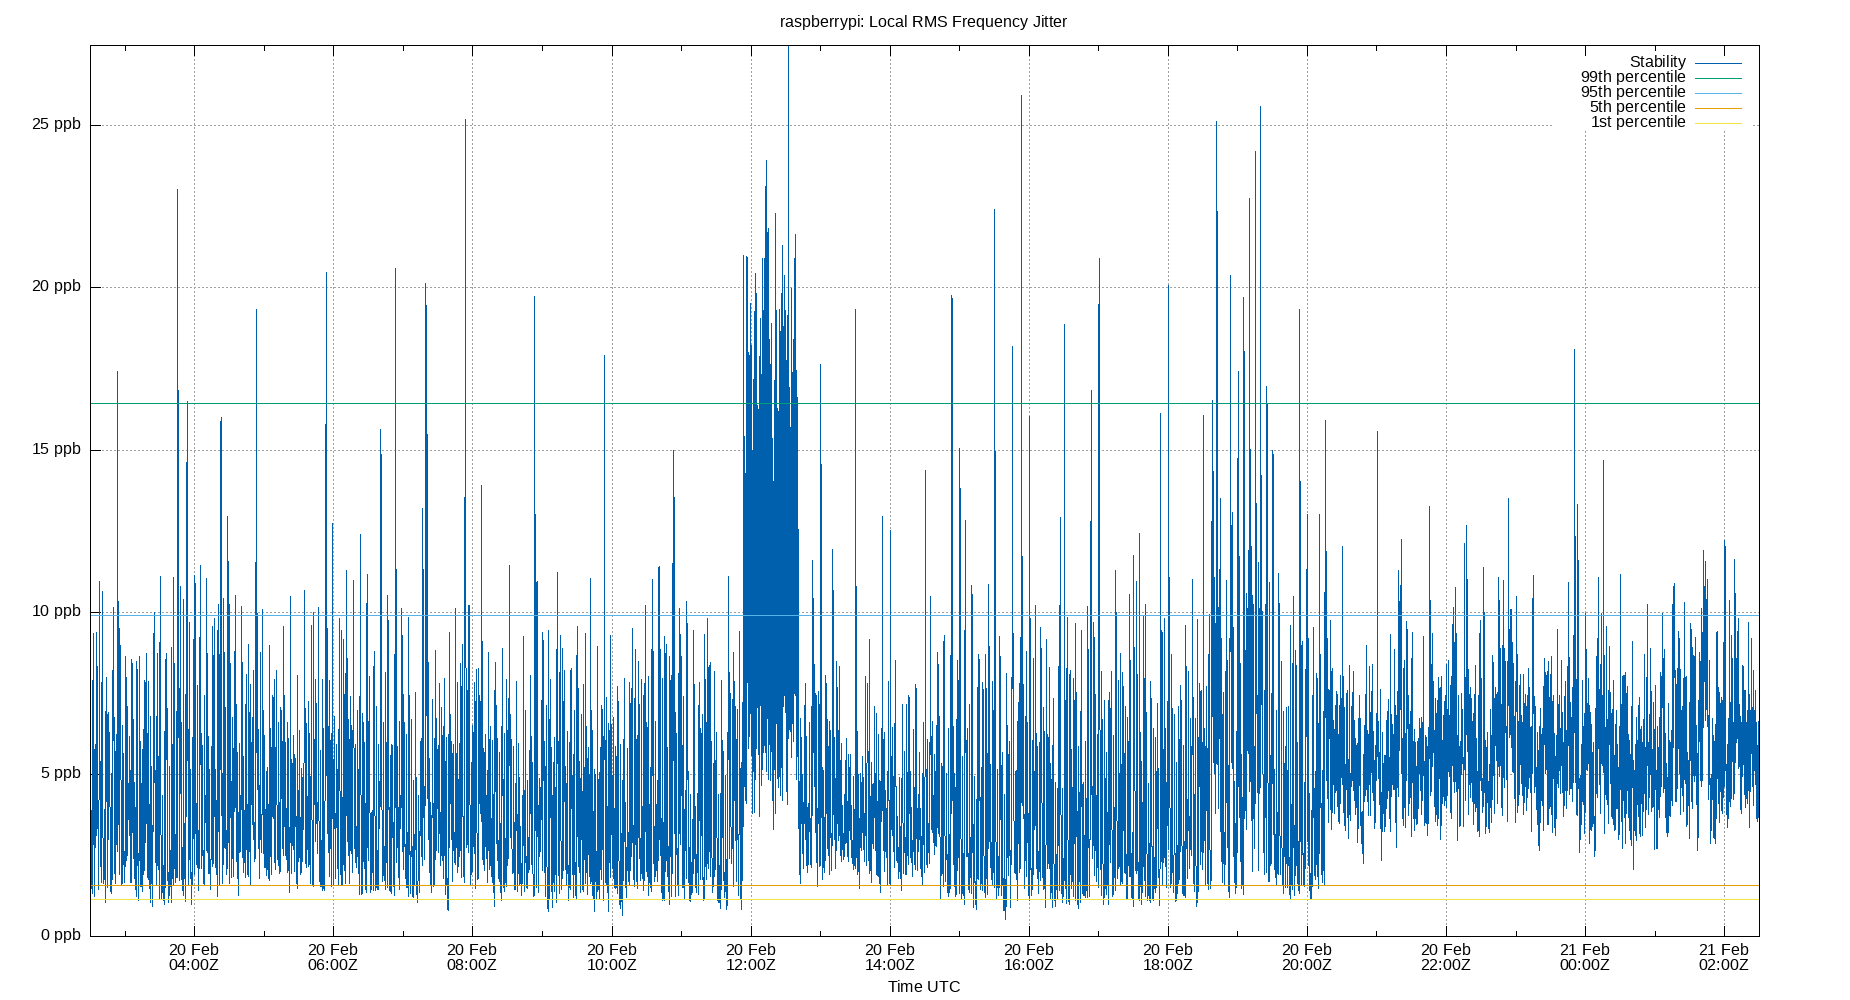 raspberrypi: Local RMS Frequency Jitter
Stability
99th percentile
95th percentile
5th percentile
1st percentile
25 ppb
20 ppb
15 ppb
10 ppb
5 ppb
0 ppb
20 Feb 20 Feb 20 Feb 20 Feb 20 Feb 20 Feb 20 Feb 20 Feb 20 Feb 20 Feb 21 Feb 21 Feb
04:00Z 06:00Z 08:00Z 10:00Z 12:00Z 14:00Z 16:00Z 18:00Z 20:00Z 22:00Z 00:00Z 02:00Z
Time UTC